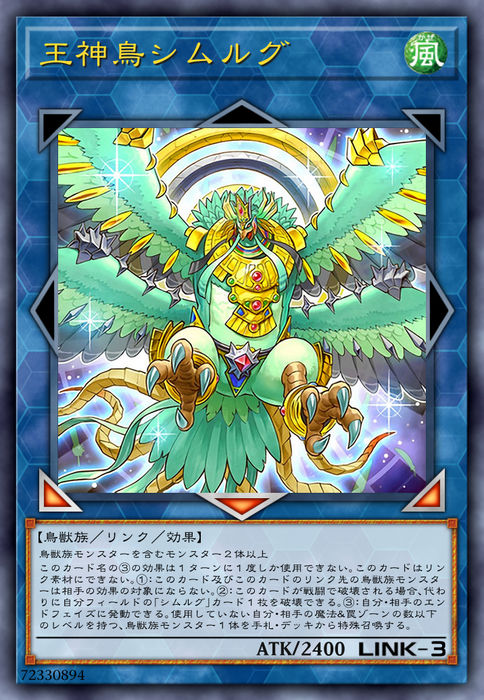 王神鳥シムルグ
かぜ
風
【鳥獣族／リンク／効果】
鳥獣族モンスターを含むモンスター２体以上
このカード名の③の効果は１ターンに１度しか使用できない。このカードはリン
ク素材にできない。①：このカード及びこのカードのリンク先の鳥獣族モンスタ
ーは相手の効果の対象にならない。②：このカードが戦闘で破壊される場合、代わ
りに自分フィールドの「シムルグ」カード１枚を破壊できる。③：自分・相手のエン
ドフェイズに発動できる。使用していない自分・相手の魔法&罠ゾーンの数以下
のレベルを持つ、鳥獣族モンスター１体を手札・デッキから特殊召喚する。
ATK/2400 LINK-3
72330894